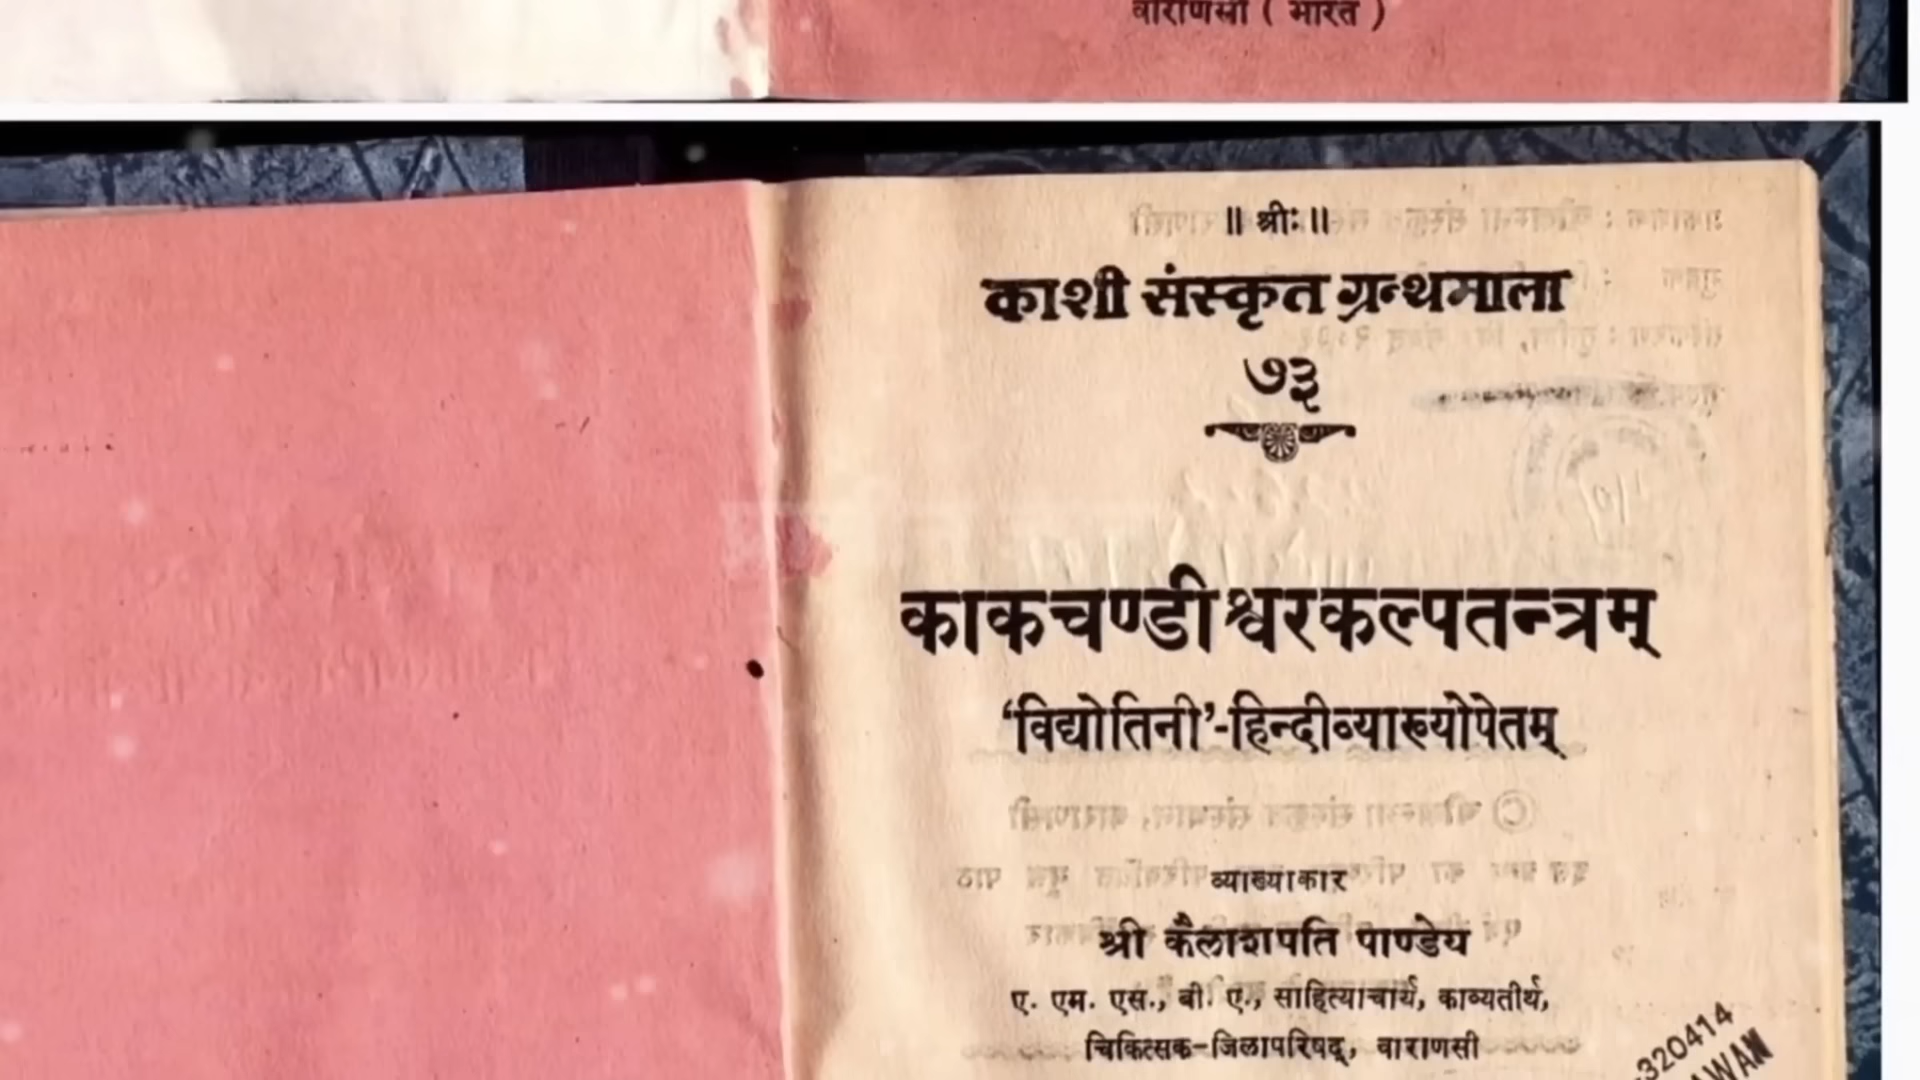 वाराणसी ( भारत )
॥ श्रीः ॥
काशी संस्कृत ग्रन्थमाला
७३
काकचण्डीश्वरकल्पतन्त्रम्
‘विद्योतिनी’-हिन्दीव्याख्योपेतम्
व्याख्याकार
श्री कैलाशपति पाण्डेय
ए. एम. एस., बी. ए., साहित्याचार्य, काव्यतीर्थ,
चिकित्सक-जिलापरिषद्, वाराणसी
320414